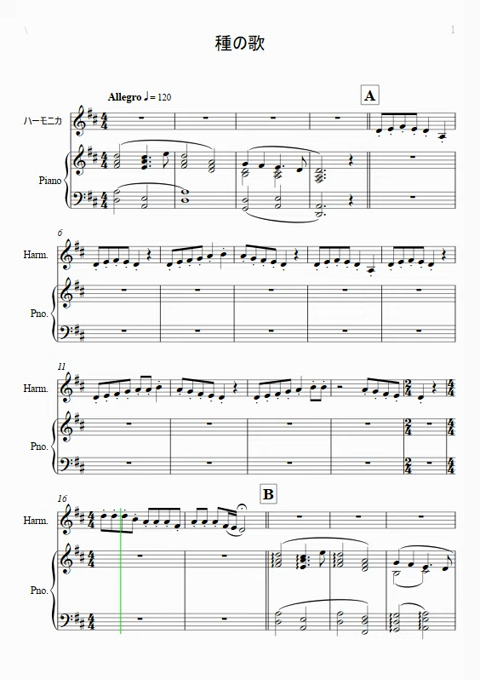 1
種の歌
Allegro ♩= 120
A
ハーモニカ
Piano
6
Harm.
Pno.
11
Harm.
Pno.
16
B
Harm.
Pno.